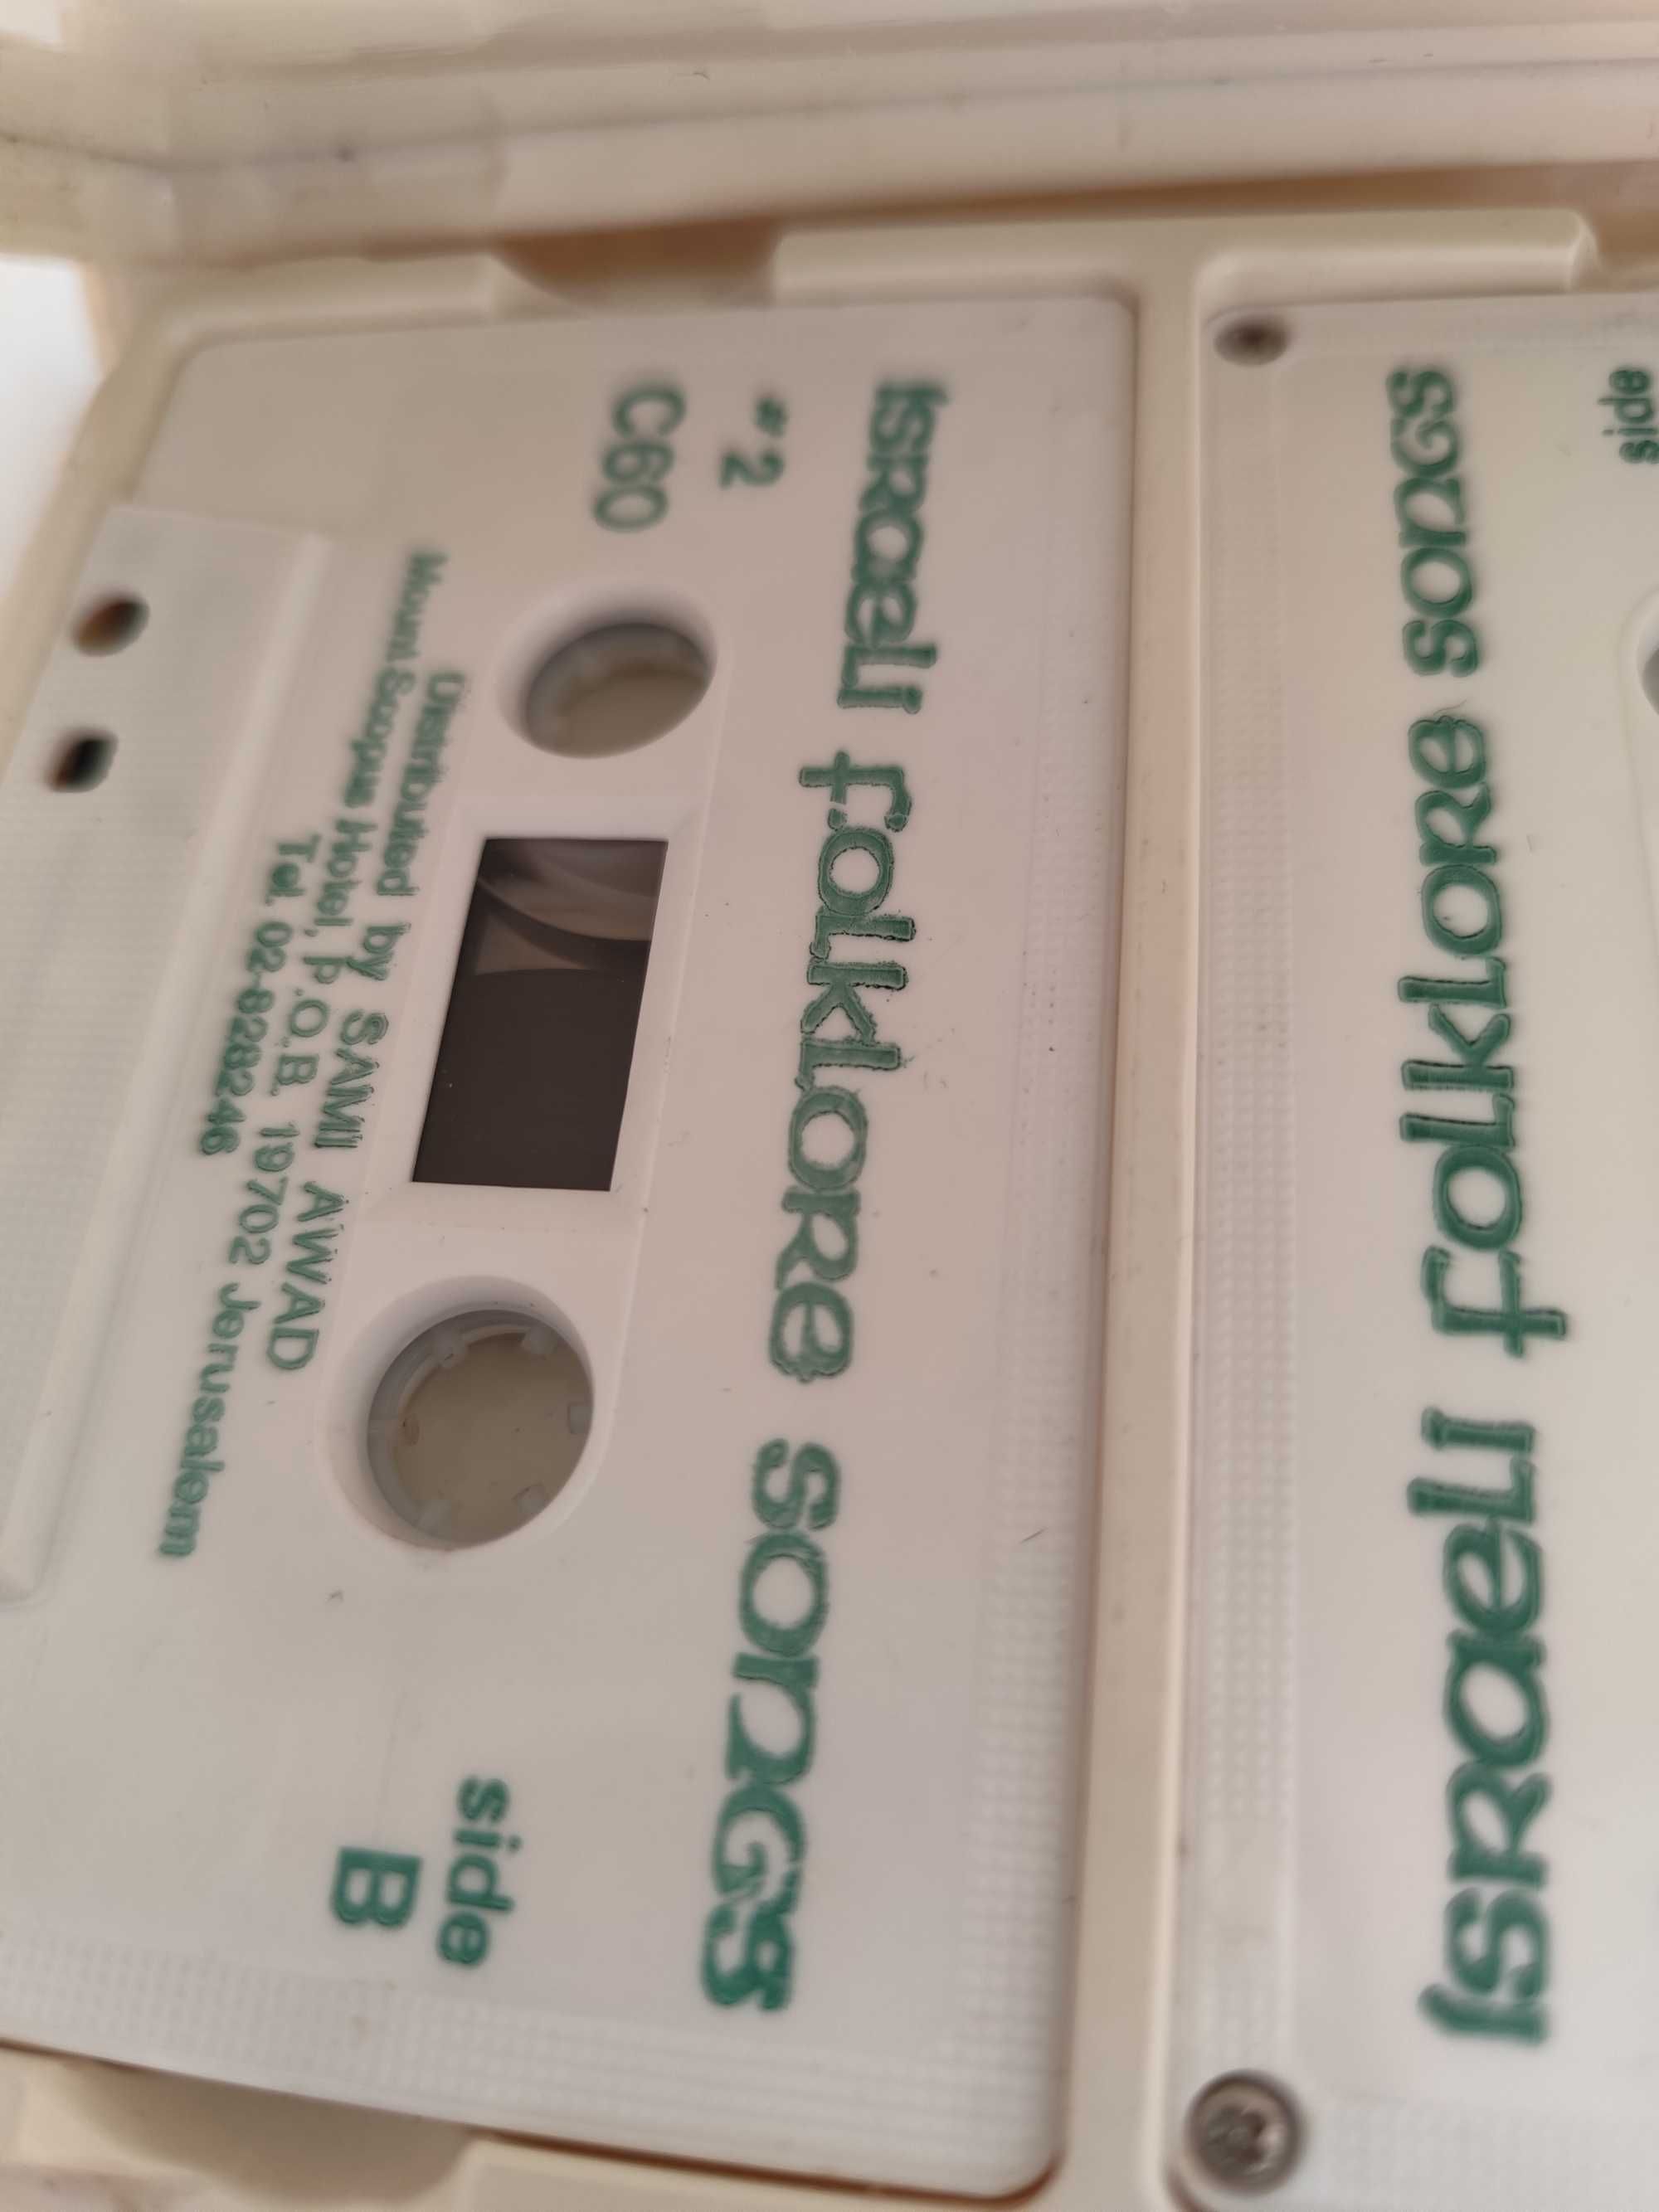 Israeli folklore songs
#2
C60
side
B
Distributed by SAMI AWAD
Mount Scopus Hotel, P.O.B. 19702 Jerusalem
Tel. 02-828246
Israeli folklore songs
side